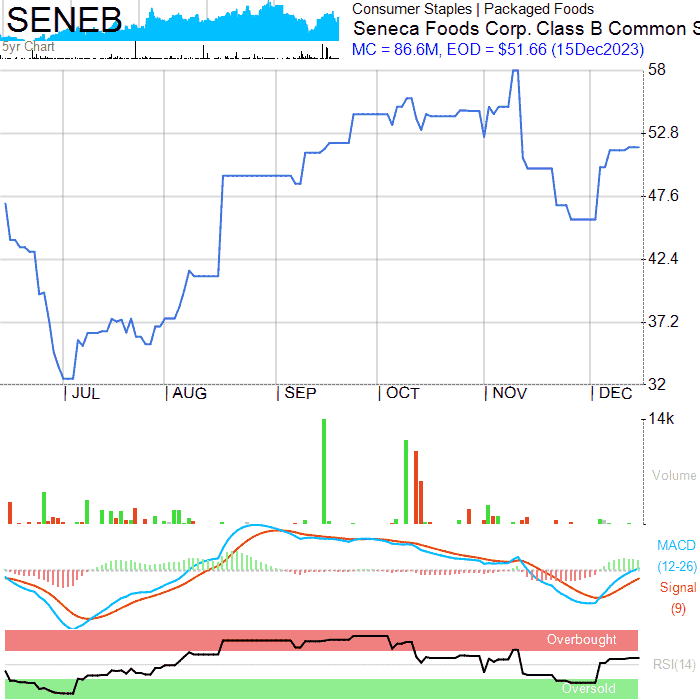 SENEB
5yr Chart
Consumer Staples | Packaged Foods
Seneca Foods Corp. Class B Common S
MC = 86.6M, EOD = $51.66 (15Dec2023)
58
52.8
47.6
42.4
37.2
32
| JUL | AUG | SEP | OCT | NOV | DEC
14k
Volume
MACD
(12-26)
Signal
(9)
Overbought
RSI(14)
Oversold